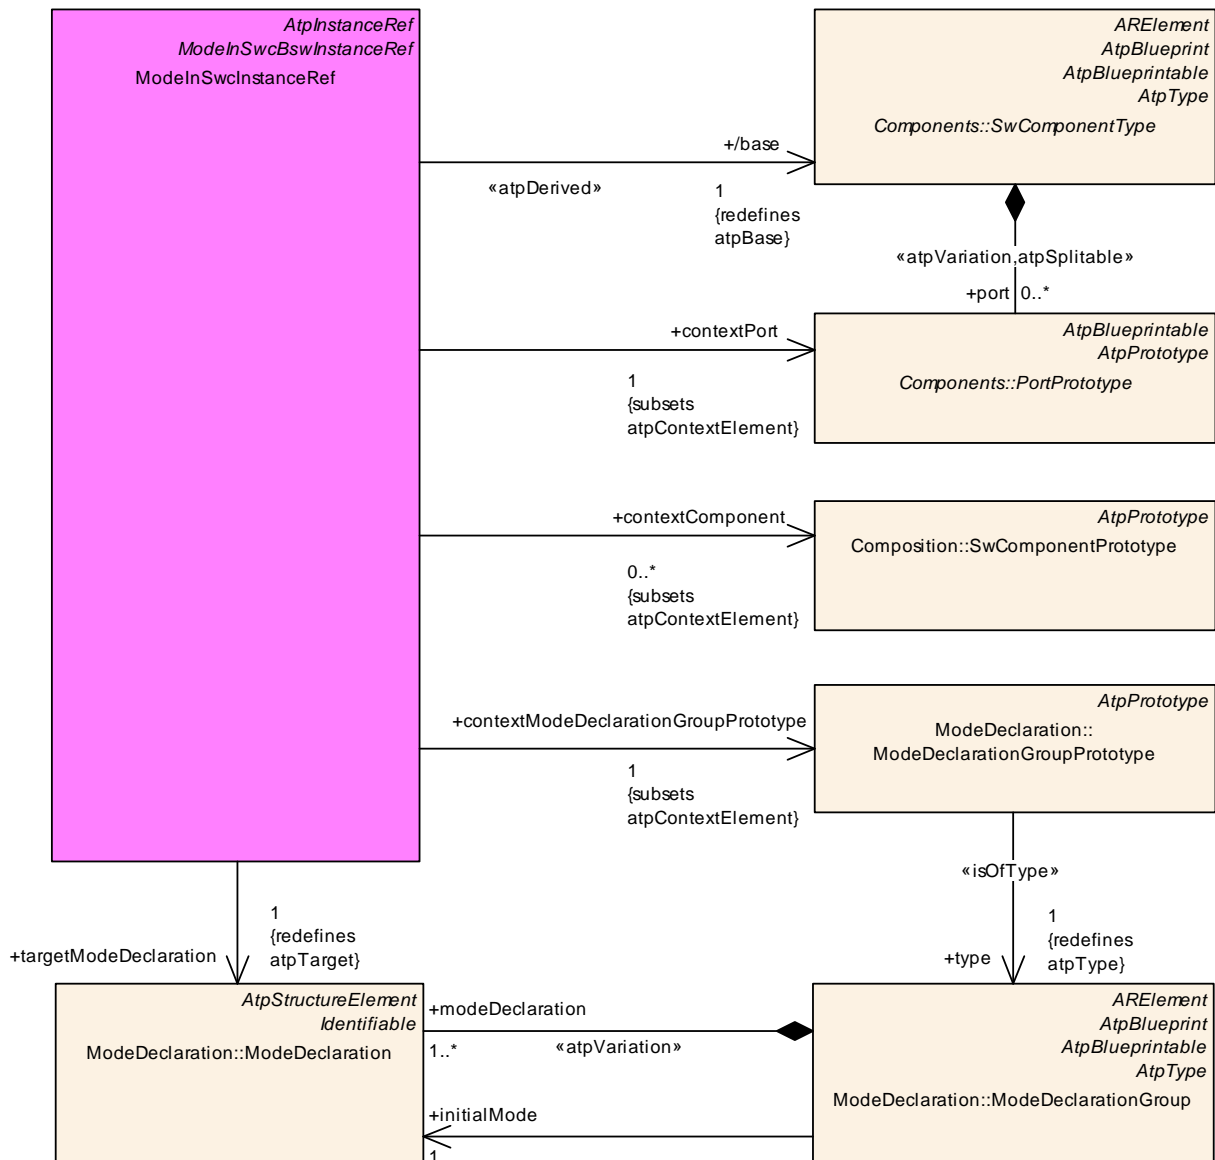 AtpInstanceRef
ModeInSwcBswInstanceRef
ModeInSwcInstanceRef
ARElement
AtpBlueprint
AtpBlueprintable
AtpType
Components::SwComponentType
+/base
«atpDerived»
1
{redefines
atpBase}
«atpVariation,atpSplitable»
+port 0..*
AtpBlueprintable
AtpPrototype
Components::PortPrototype
+contextPort
1
{subsets
atpContextElement}
+contextComponent
0..*
{subsets
atpContextElement}
AtpPrototype
Composition::SwComponentPrototype
+contextModeDeclarationGroupPrototype
1
{subsets
atpContextElement}
AtpPrototype
ModeDeclaration::
ModeDeclarationGroupPrototype
«isOfType»
+type
1
{redefines
atpType}
+targetModeDeclaration
1
{redefines
atpTarget}
AtpStructureElement
Identifiable
ModeDeclaration::ModeDeclaration
+modeDeclaration
1..*
«atpVariation»
+initialMode
1
ARElement
AtpBlueprint
AtpBlueprintable
AtpType
ModeDeclaration::ModeDeclarationGroup